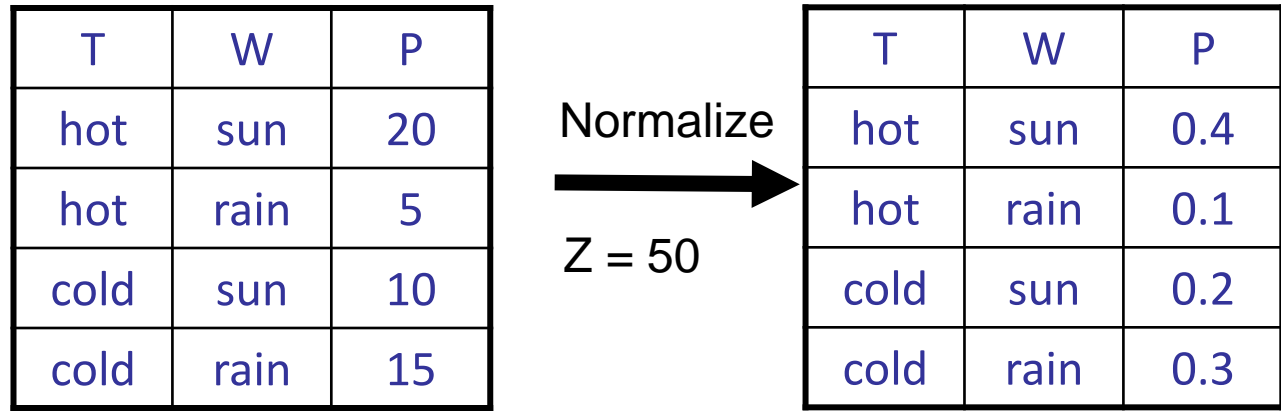 T W P
hot sun 20
hot rain 5
cold sun 10
cold rain 15
Normalize
Z = 50
T W P
hot sun 0.4
hot rain 0.1
cold sun 0.2
cold rain 0.3